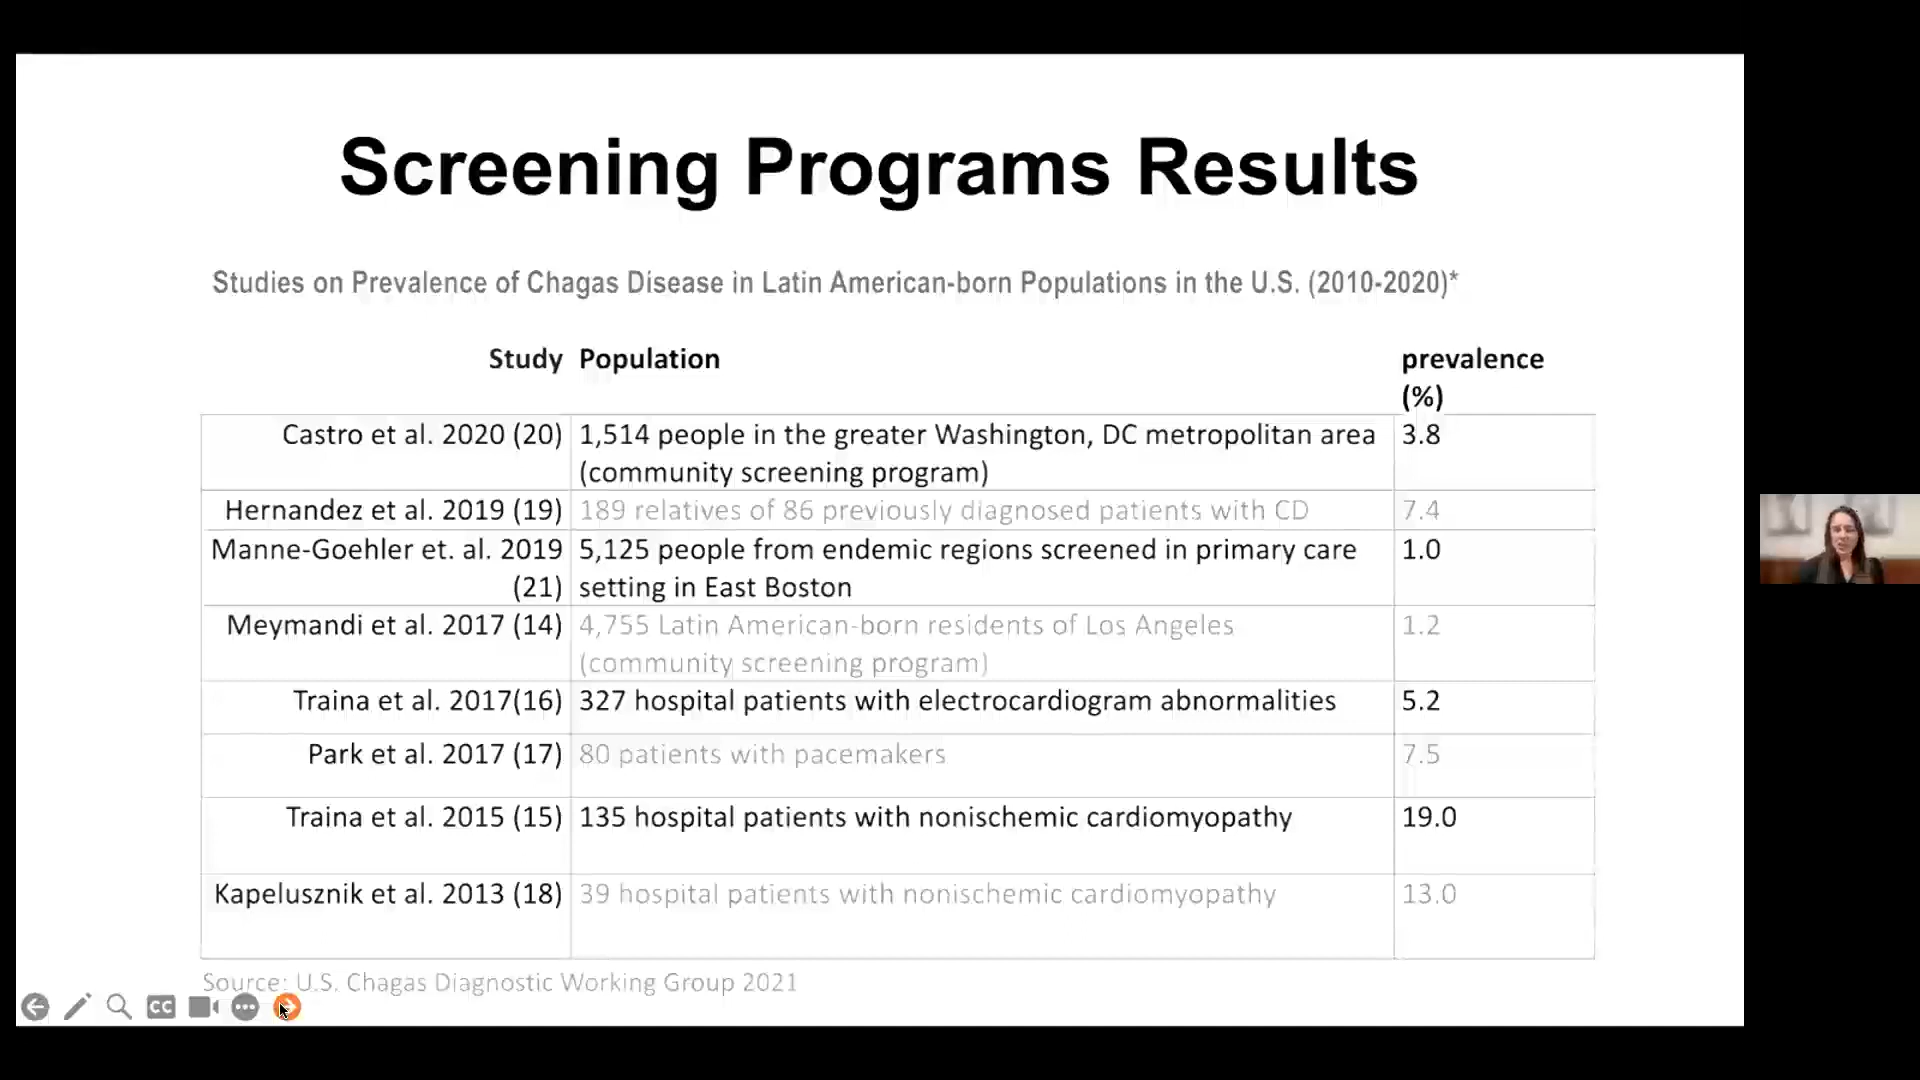 Screening Programs Results
Studies on Prevalence of Chagas Disease in Latin American-born Populations in the U.S. (2010-2020)*
Study Population prevalence
(%)
Castro et al. 2020 (20) 1,514 people in the greater Washington, DC metropolitan area 3.8
(community screening program)
Hernandez et al. 2019 (19) 189 relatives of 86 previously diagnosed patients with CD 7.4
Manne-Goehler et. al. 2019 5,125 people from endemic regions screened in primary care 1.0
(21) setting in East Boston
Meymandi et al. 2017 (14) 4,755 Latin American-born residents of Los Angeles 1.2
(community screening program)
Traina et al. 2017(16) 327 hospital patients with electrocardiogram abnormalities 5.2
Park et al. 2017 (17) 80 patients with pacemakers 7.5
Traina et al. 2015 (15) 135 hospital patients with nonischemic cardiomyopathy 19.0
Kapelusznik et al. 2013 (18) 39 hospital patients with nonischemic cardiomyopathy 13.0
Source: U.S. Chagas Diagnostic Working Group 2021
CC